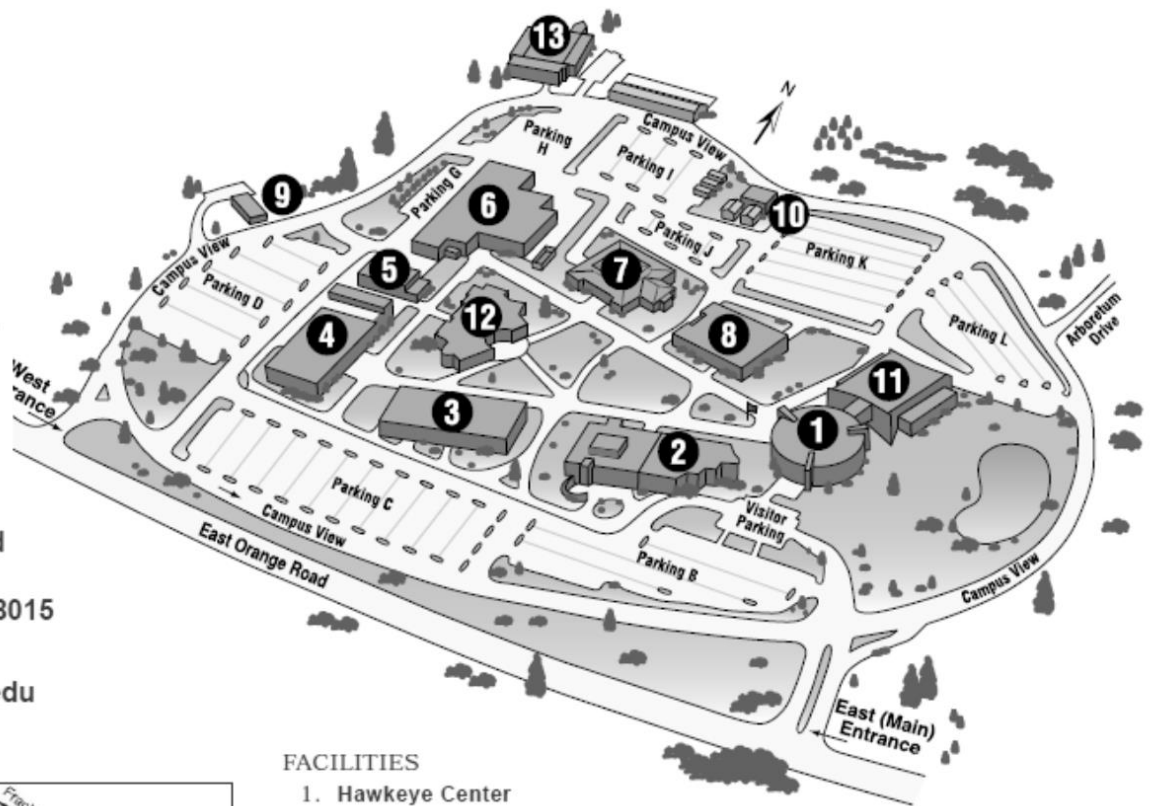 13
N
Campus View
Parking
H
Parking I
Parking G
6
9
10
Parking J
Parking K
7
5
Campus View
Parking D
12
4
8
Parking L
Arboretum
Drive
11
West
3
1
2
Parking C
Visitor
Parking
Campus View
East Orange Road
Parking B
Campus View
3015
edu
East (Main)
Entrance
FACILITIES
1. Hawkeye Center